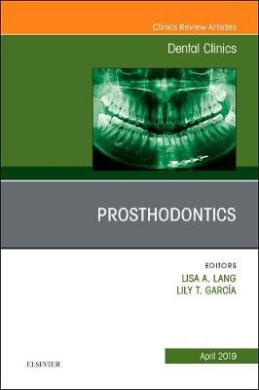 Clinics Review Articles
Dental Clinics
PROSTHODONTICS
EDITORS
LISA A. LANG
LILY T. GARCÍA
ELSEVIER
April 2019